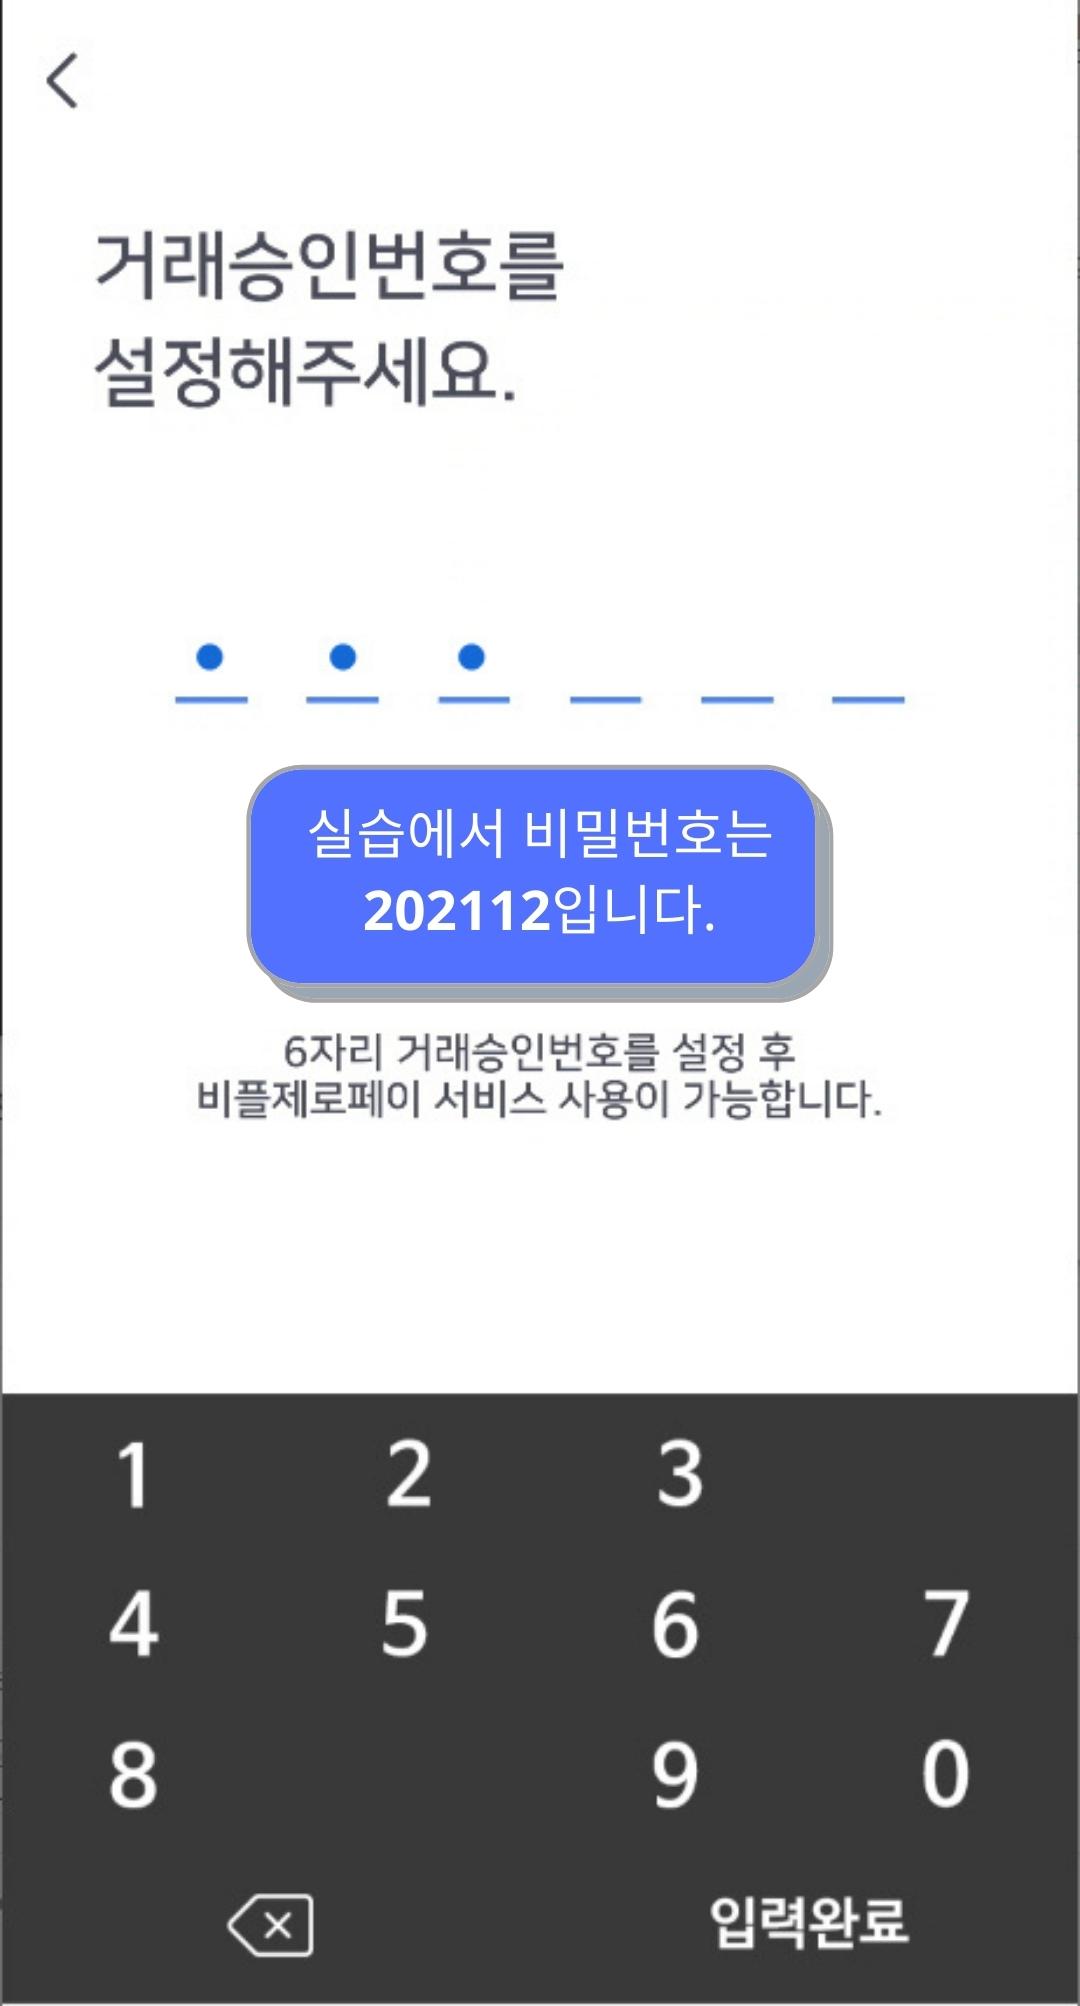 거래승인번호를
설정해주세요.
실습에서 비밀번호는
202112입니다.
6자리 거래승인번호를 설정 후
비플제로페이 서비스 사용이 가능합니다.
1 2 3
4 5 6 7
8 9 0
입력완료